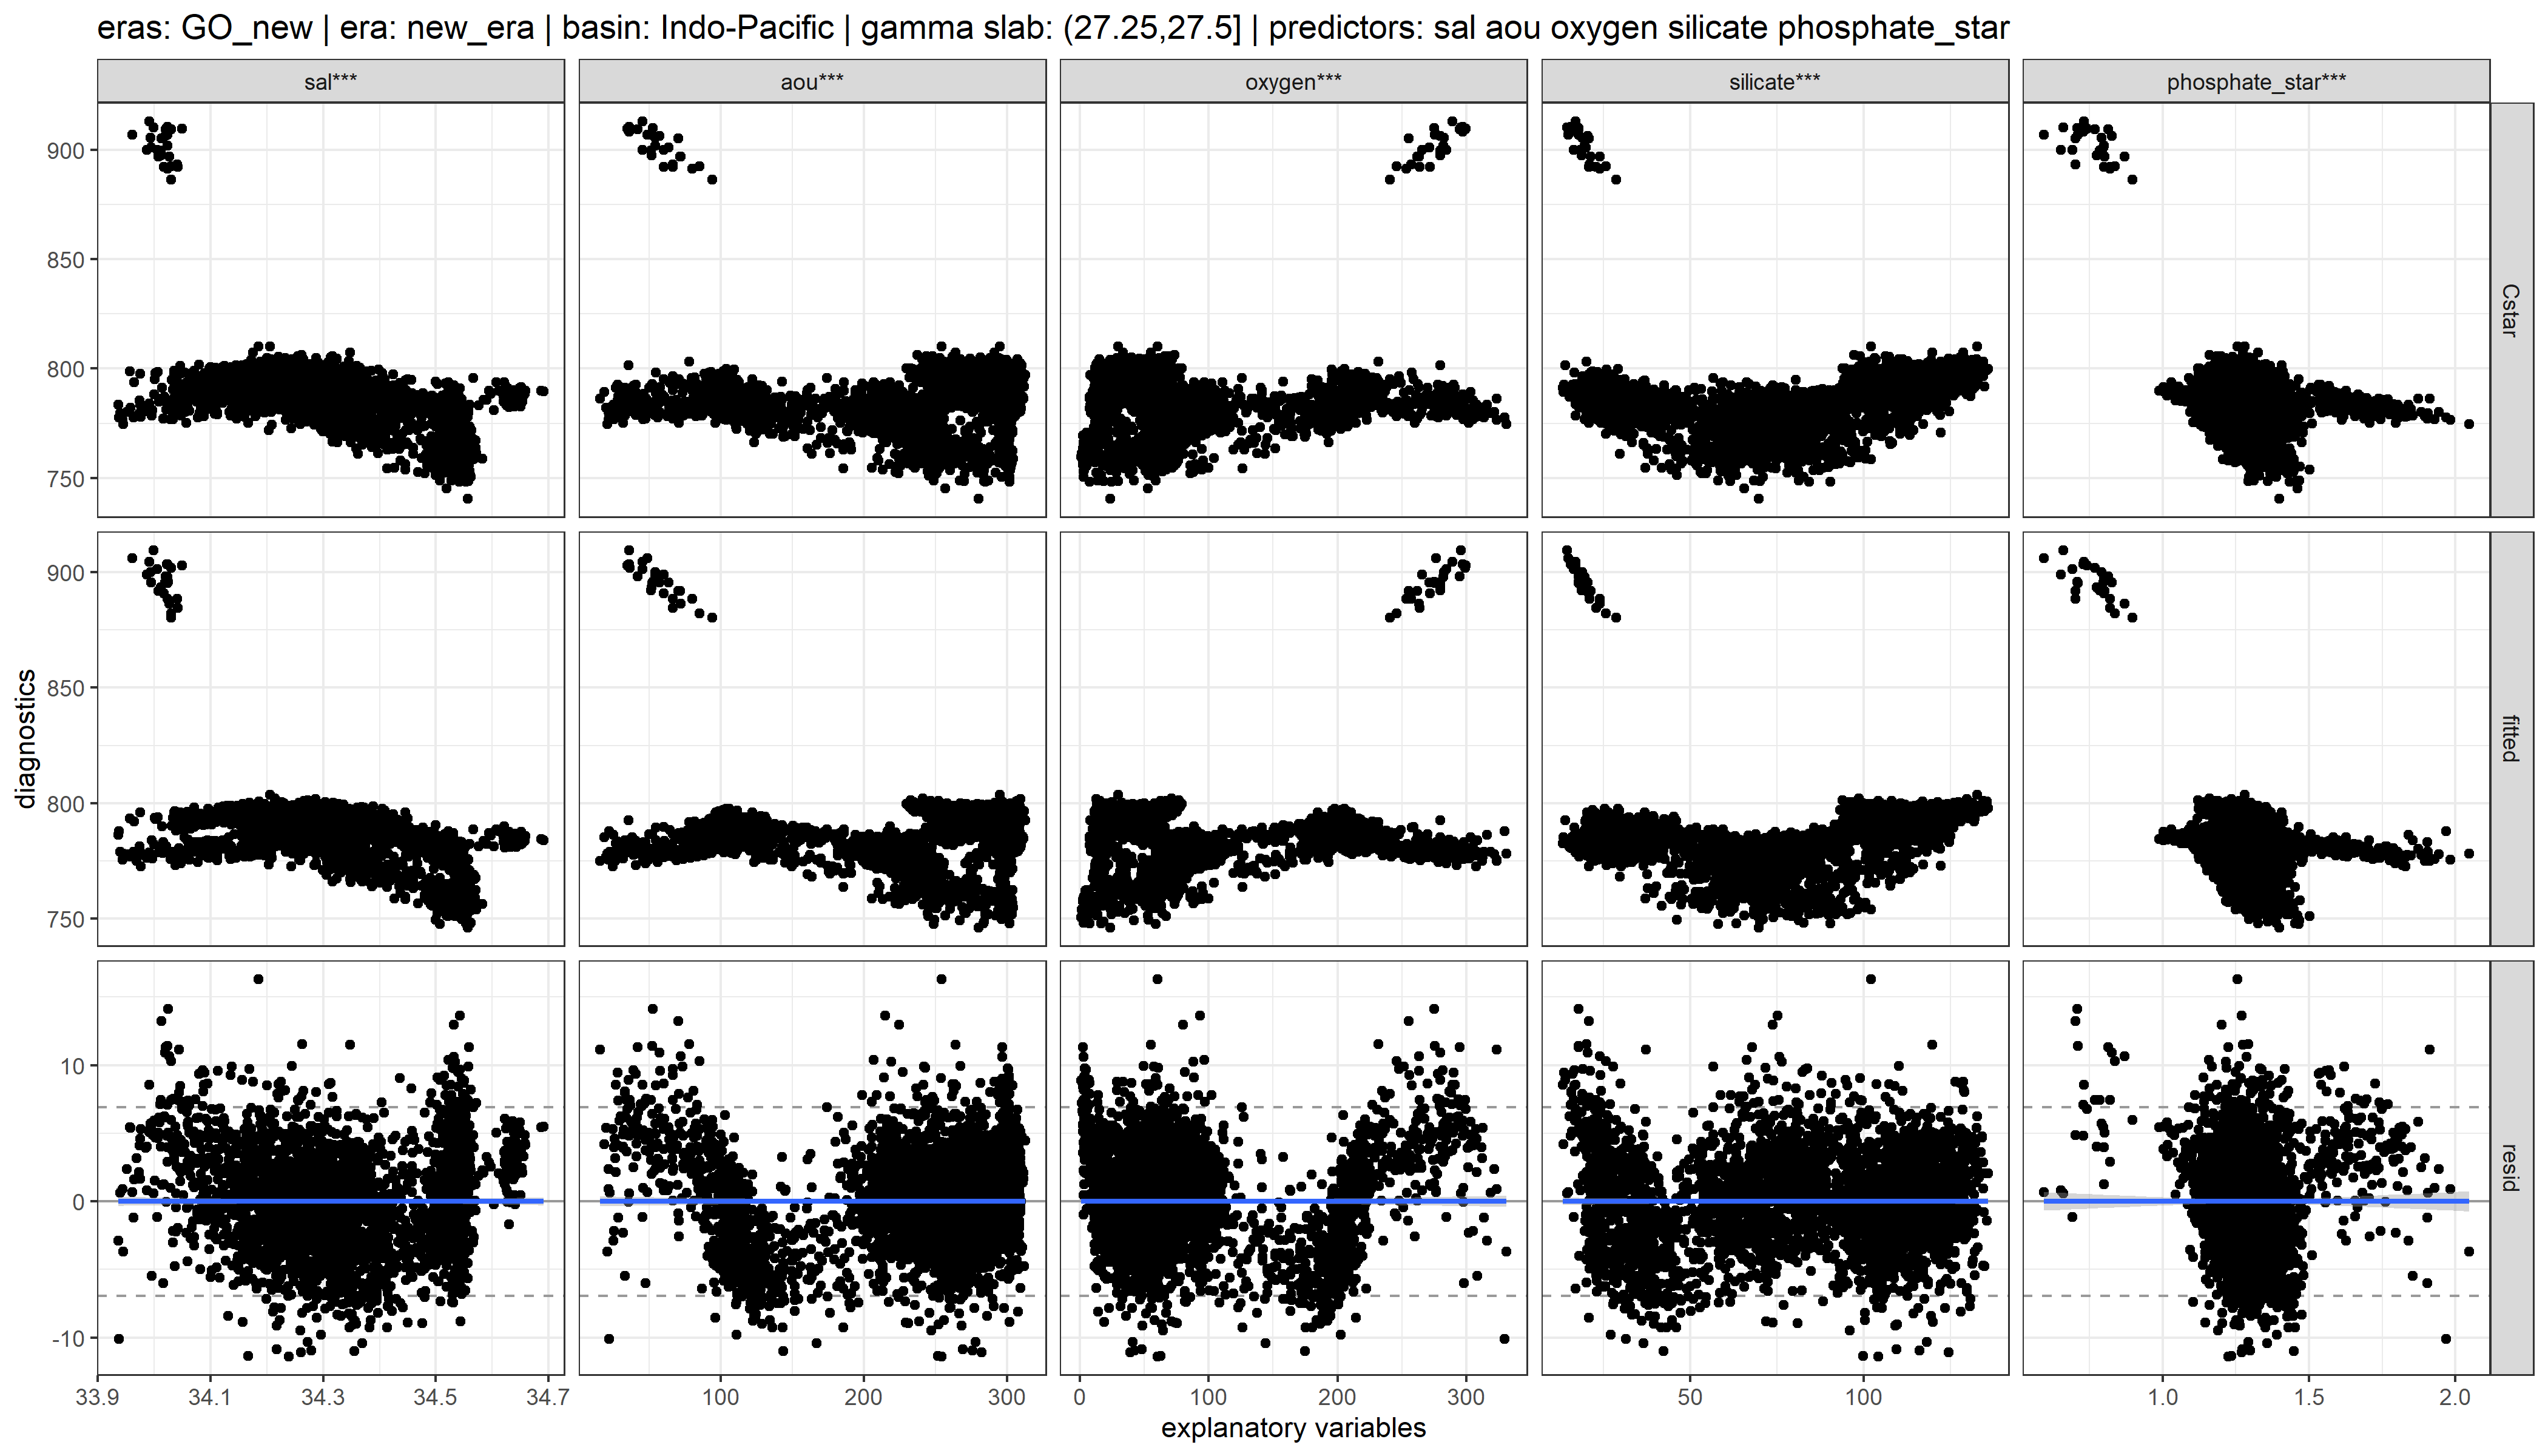 eras: GO_new | era: new_era | basin: Indo-Pacific | gamma slab: (27.25,27.5] | predictors: sal aou oxygen silicate phosphate_star
sal*** aou*** oxygen*** silicate*** phosphate_star***
900
850
800
750
Cstar
900
850
800
750
fitted
diagnostics
10
0
-10
resid
33.9 34.1 34.3 34.5 34.7 100 200 300 0 100 200 300 50 100 1.0 1.5 2.0
explanatory variables